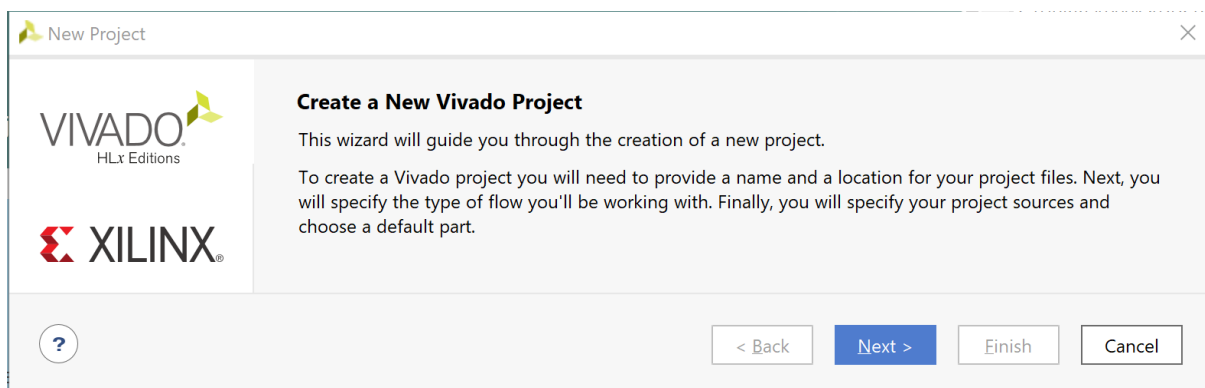 New Project
VIVADO.
HLx Editions
XILINX®
Create a New Vivado Project
This wizard will guide you through the creation of a new project.
To create a Vivado project you will need to provide a name and a location for your project files. Next, you
will specify the type of flow you'll be working with. Finally, you will specify your project sources and
choose a default part.
?
< Back
Next >
Finish
Cancel